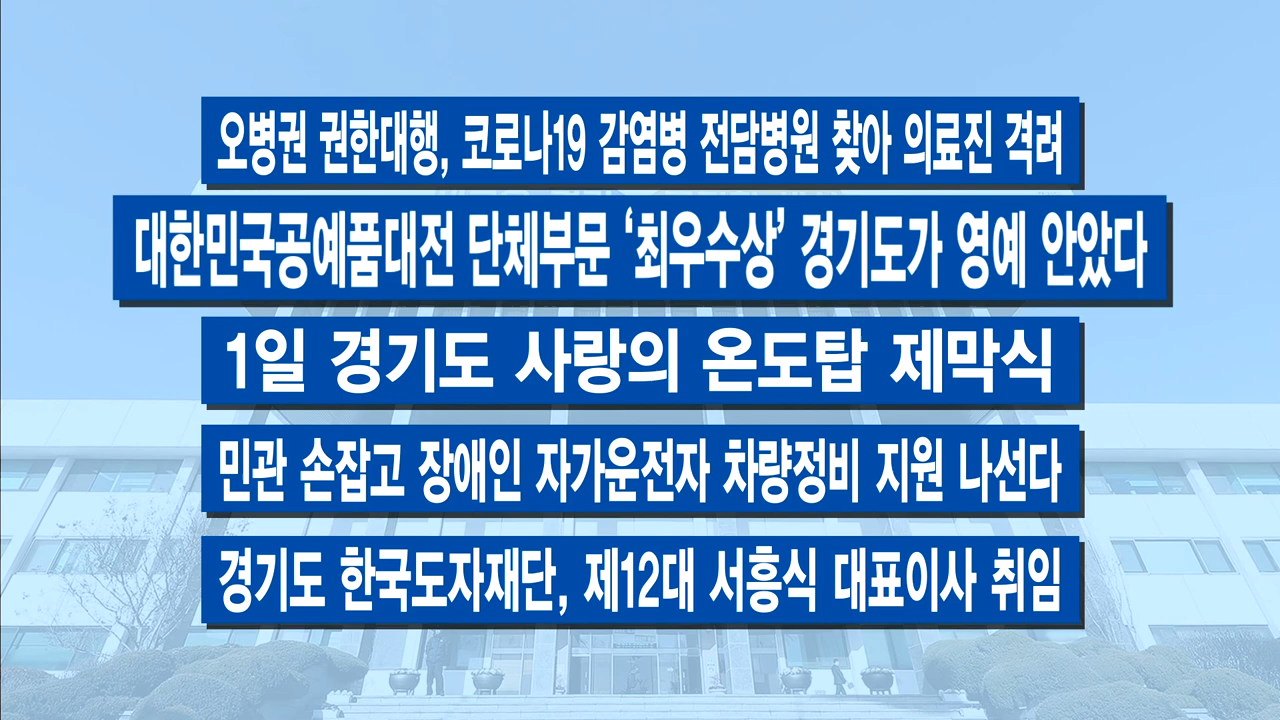 오병권 권한대행, 코로나19 감염병 전담병원 찾아 의료진 격려
대한민국공예품대전 단체부문 ‘최우수상’ 경기도가 영예 안았다
1일 경기도 사랑의 온도탑 제막식
민관 손잡고 장애인 자가운전자 차량정비 지원 나선다
경기도 한국도자재단, 제12대 서흥식 대표이사 취임